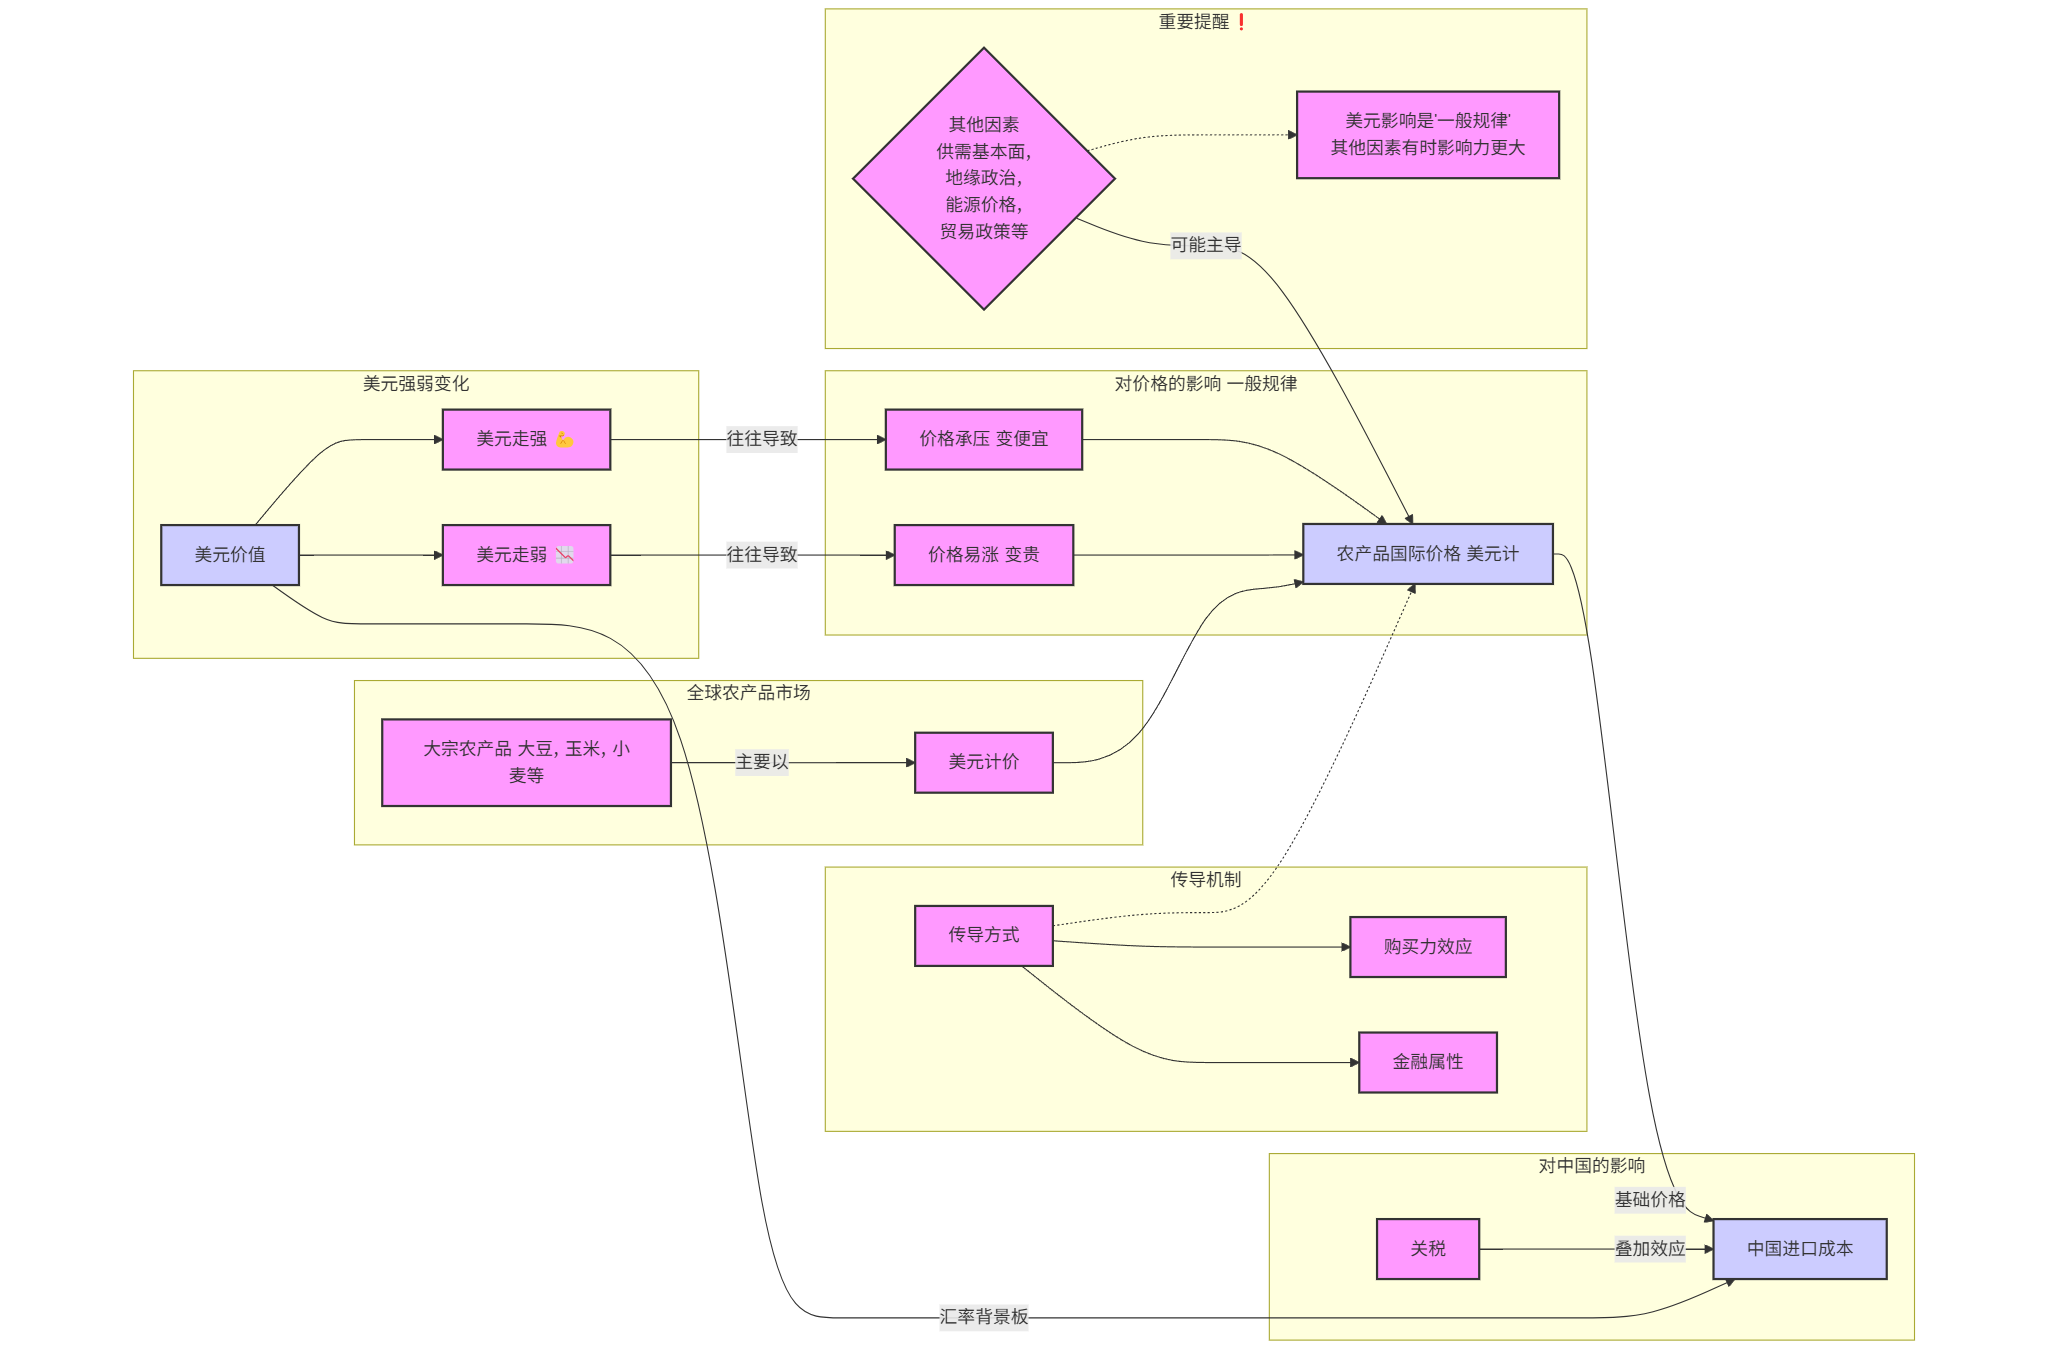 重要提醒❗
其他因素
供需基本面,
地缘政治,
能源价格,
贸易政策等
美元影响是'一般规律'
其他因素有时影响力更大
可能主导
美元强弱变化
美元走强 💪
美元价值
美元走弱 📉
往往导致
往往导致
对价格的影响 一般规律
价格承压 变便宜
价格易涨 变贵
农产品国际价格 美元计
全球农产品市场
大宗农产品 大豆, 玉米, 小
麦等
主要以
美元计价
传导机制
传导方式
购买力效应
金融属性
对中国的影响
基础价格
关税
叠加效应
中国进口成本
汇率背景板